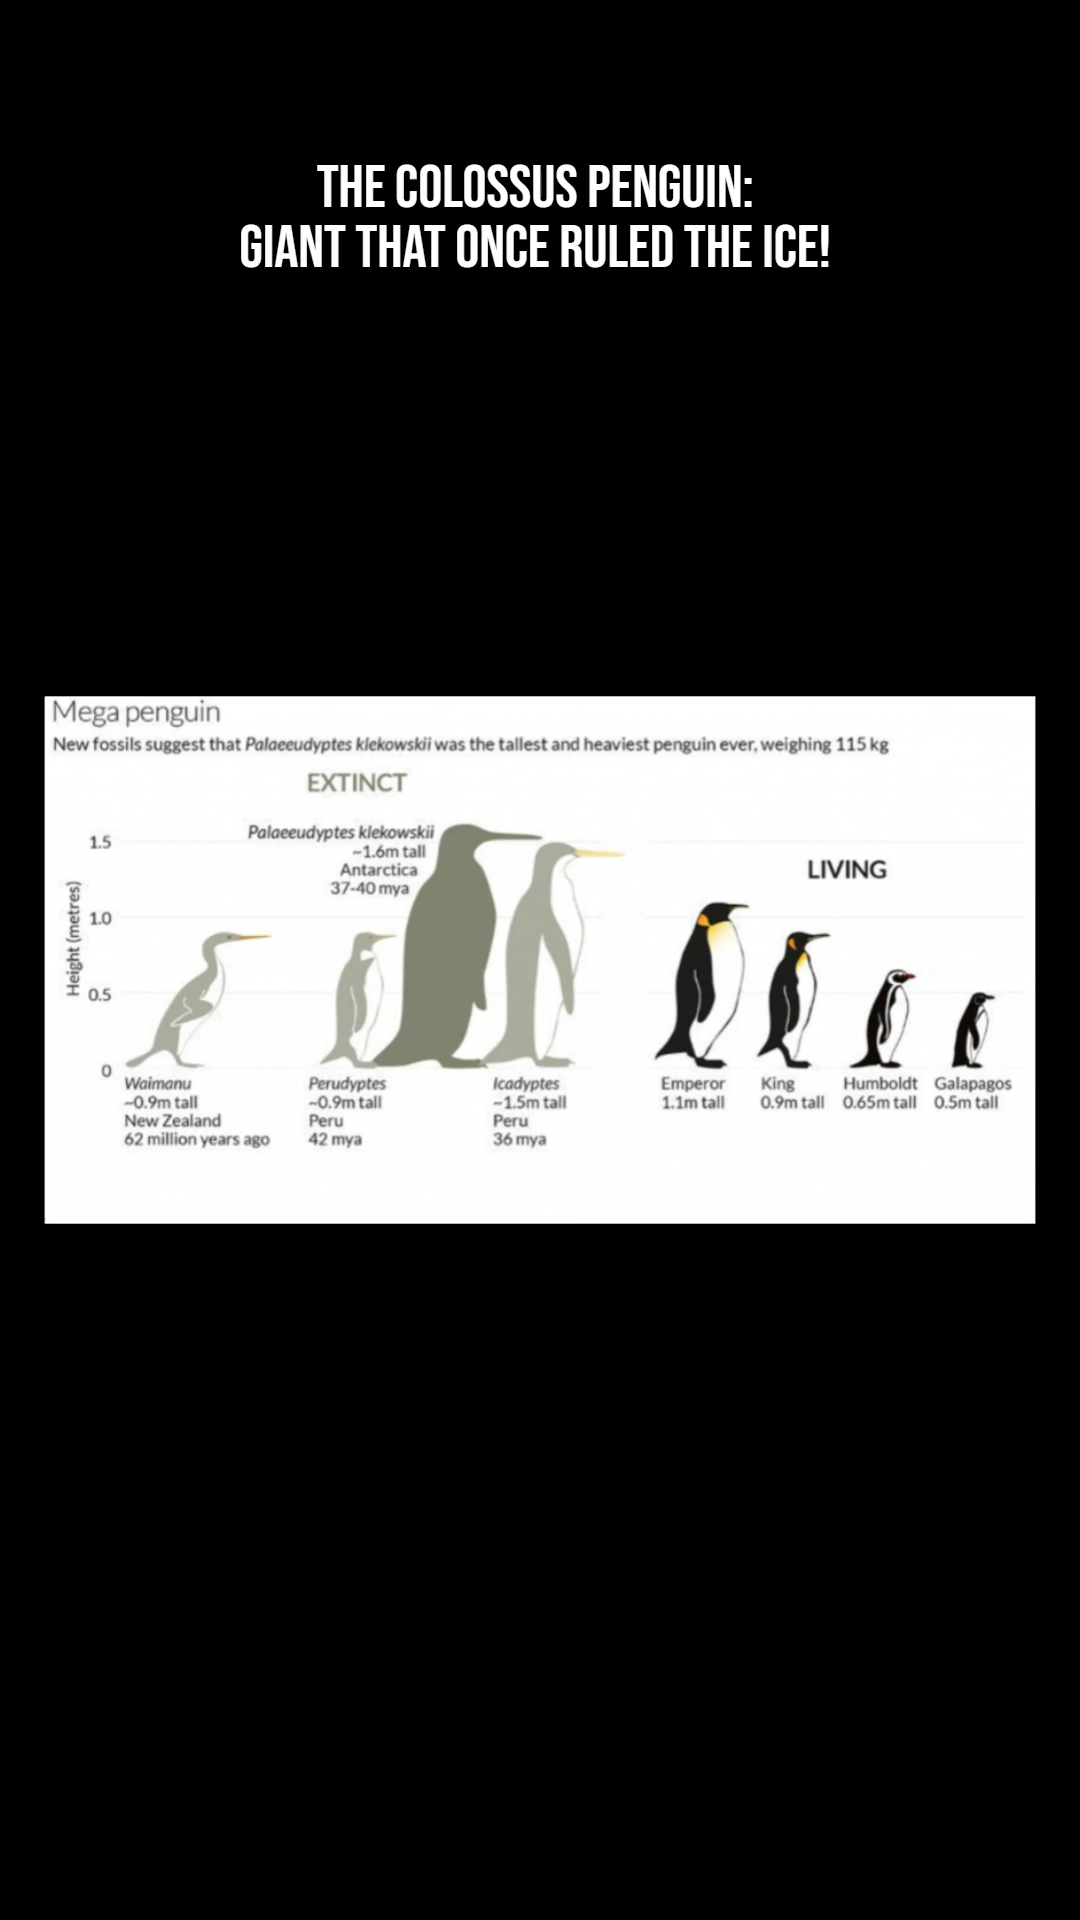 THE COLOSSUS PENGUIN:
GIANT THAT ONCE RULED THE ICE!
Mega penguin
New fossils suggest that Palaeeudyptes klekowskii was the tallest and heaviest penguin ever, weighing 115 kg
EXTINCT
Palaeeudyptes klekowskii
~1.6m tall
Antarctica
37-40 mya
LIVING
Height (metres)
1.5
1.0
0.5
0
Waimanu
~0.9m tall
New Zealand
62 million years ago
Perudyptes
~0.9m tall
Peru
42 mya
Icadyptes
~1.5m tall
Peru
36 mya
Emperor
1.1m tall
King
0.9m tall
Humboldt
0.65m tall
Galapagos
0.5m tall